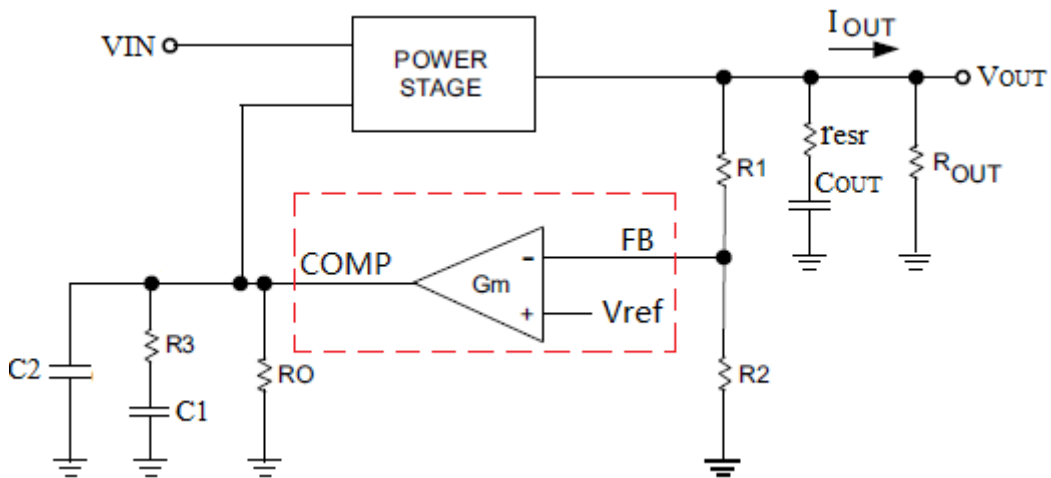 IOUT
VIN
POWER
STAGE
VOUT
resr
R1
ROUT
COUT
FB
COMP
-
Gm
+
Vref
R3
C2
RO
R2
C1